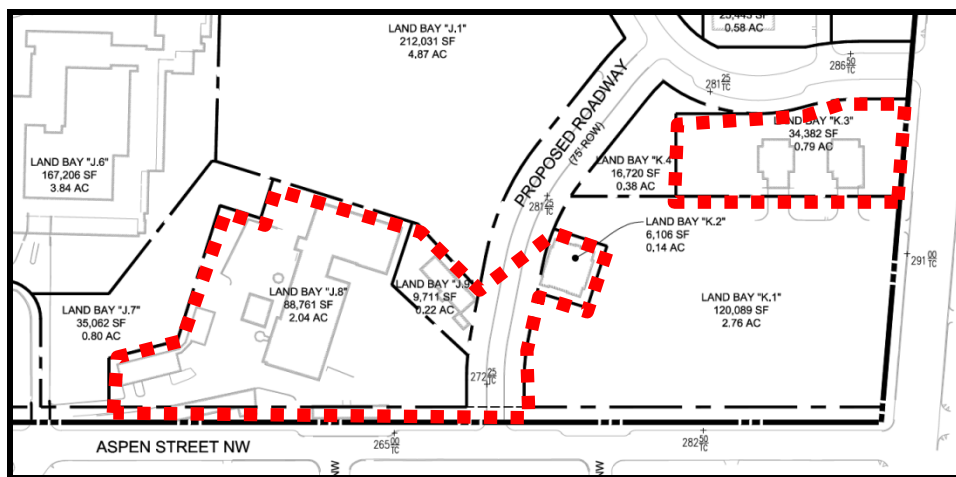 25,443 SF
0.58 AC
LAND BAY "J.1"
212,031 SF
4.87 AC
286 50 TC
281 25 TC
PROPOSED ROADWAY
(75' ROW)
LAND BAY "K.3"
34,382 SF
0.79 AC
LAND BAY "J.6"
167,206 SF
3.84 AC
LAND BAY "K.4
16,720 SF
0.38 AC
281 25 TC
LAND BAY "K.2"
6,106 SF
0.14 AC
291 00 TC
LAND BAY "J.8"
88,761 SF
2.04 AC
LAND BAY "J.9
9,711 SF
0.22 AC
LAND BAY "K.1"
120,089 SF
2.76 AC
LAND BAY "J.7"
35,062 SF
0.80 AC
272 25 TC
ASPEN STREET NW
265 00 TC
282 50 TC
NW
NW